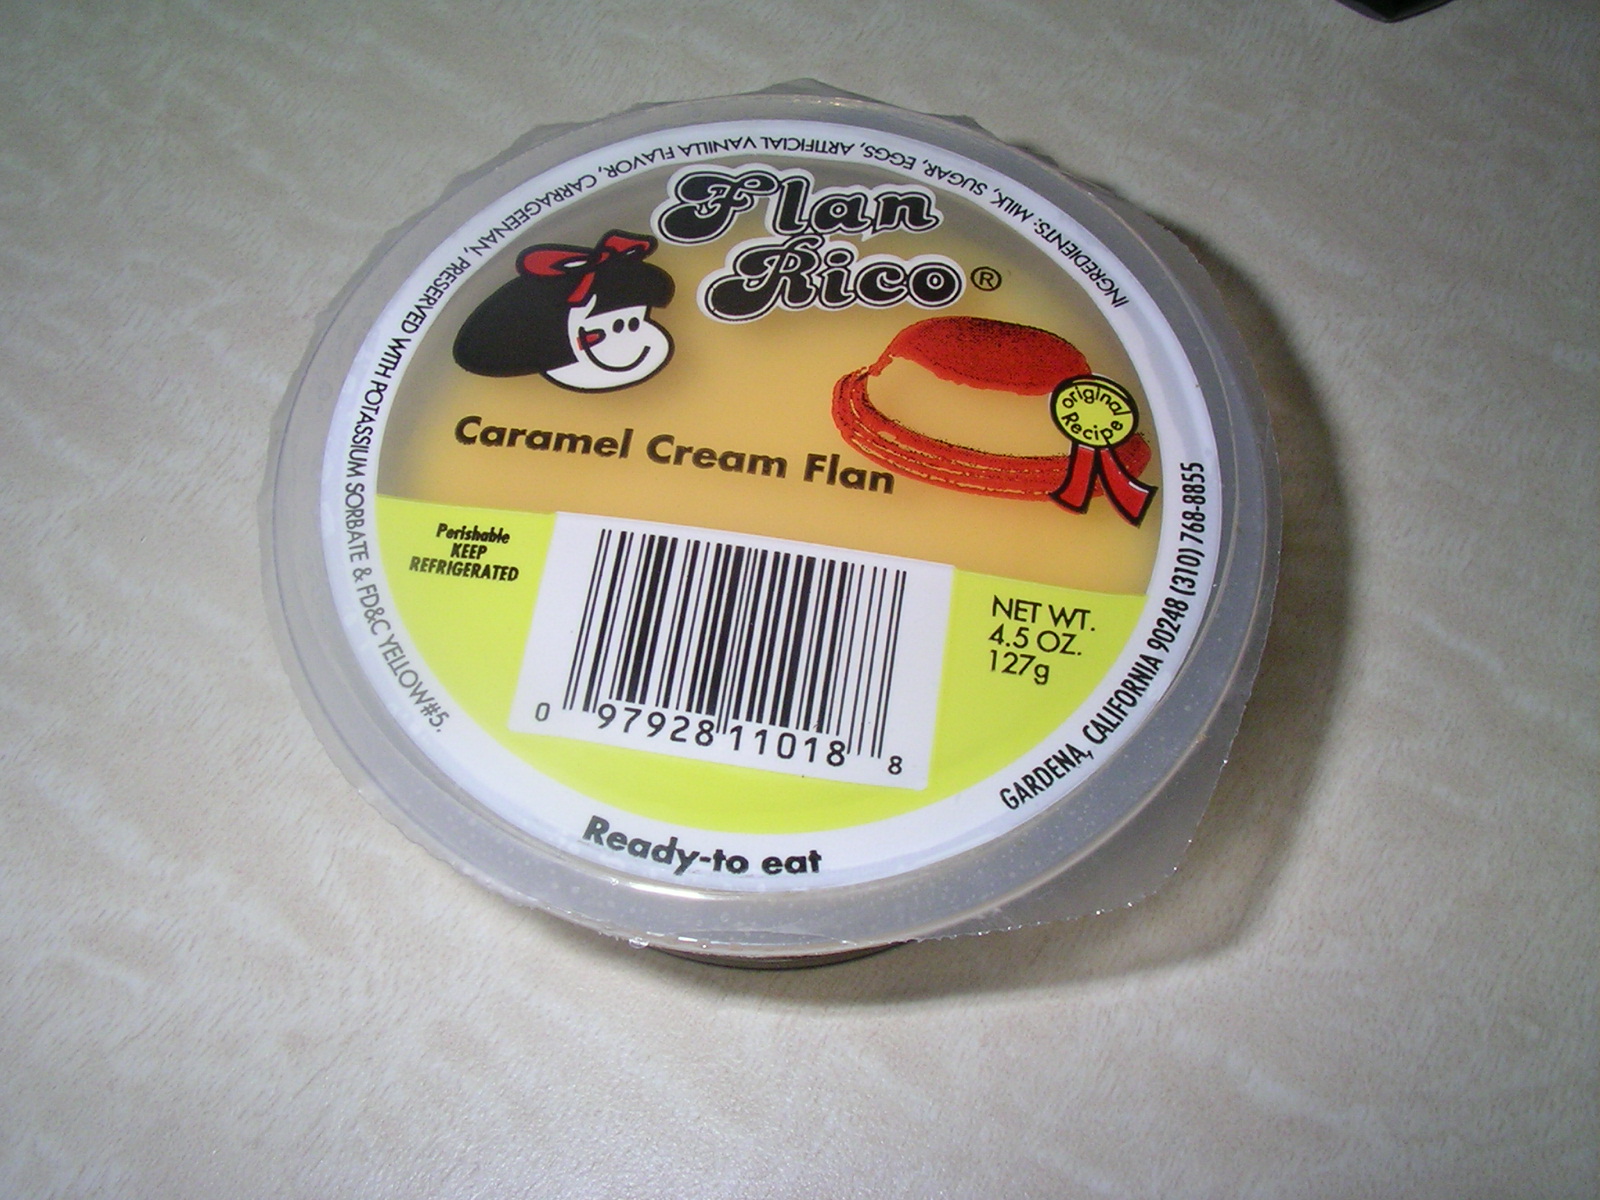 INGREDIENTS: MILK, SUGAR, EGGS, ARTIFICIAL VANILLA FLAVOR, CARRAGEENAN, PRESERVED WITH POTASSIUM SORBATE & FD&C YELLOW#5.
Flan
Rico®
original
Recipe
Caramel Cream Flan
Perishable
KEEP
REFRIGERATED
NET WT.
4.5 OZ.
127g
0 97928 11018 8
GARDENA, CALIFORNIA 90248 (310) 768-8855
Ready-to eat